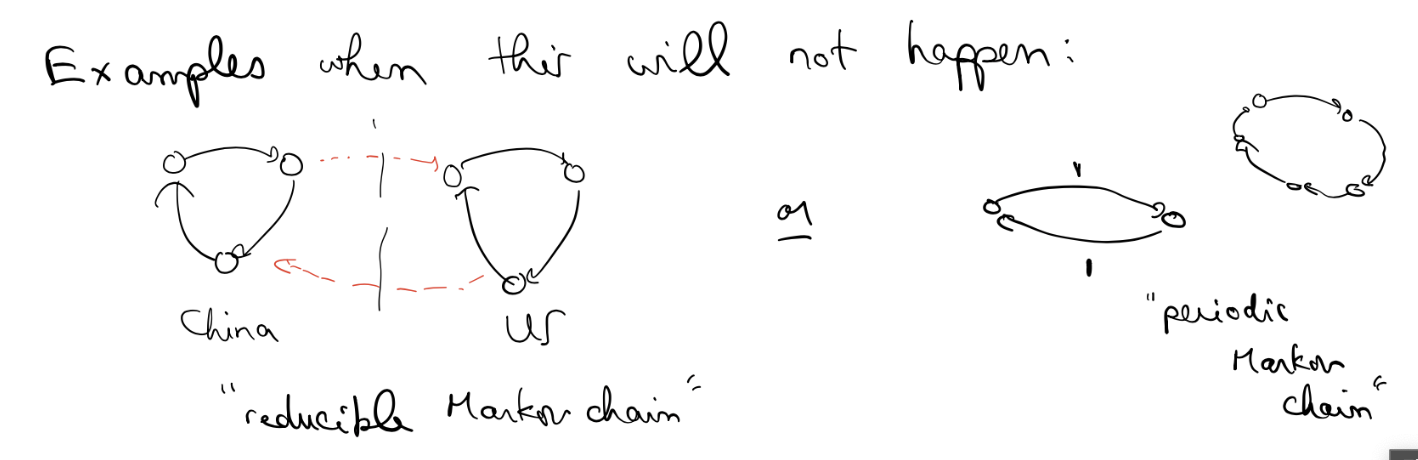 Examples when this will not happen:
or
1
1
China
US
"reducible Markov chain"
"periodic
Markov
chain"